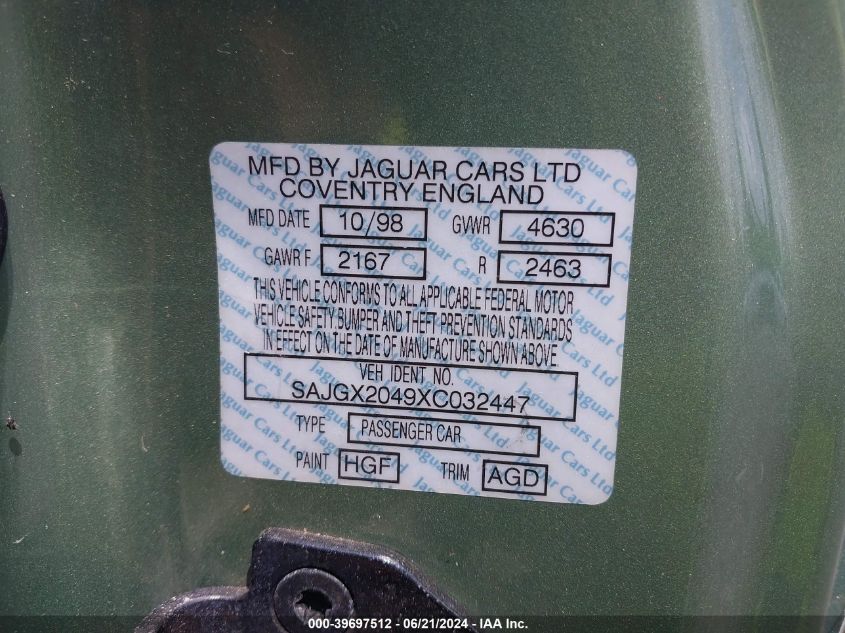 MFD BY JAGUAR CARS LTD
COVENTRY ENGLAND
MFD DATE 10/98 GVWR 4630
GAWR F 2167 R 2463
THIS VEHICLE CONFORMS TO ALL APPLICABLE FEDERAL MOTOR
VEHICLE SAFETY, BUMPER AND THEFT PREVENTION STANDARDS
IN EFFECT ON THE DATE OF MANUFACTURE SHOWN ABOVE
VEH IDENT NO.
SAJGX2049XC032447
TYPE PASSENGER CAR
PAINT HGF TRIM AGD
000-39697512 / 06/21/2024 - IAA Inc.